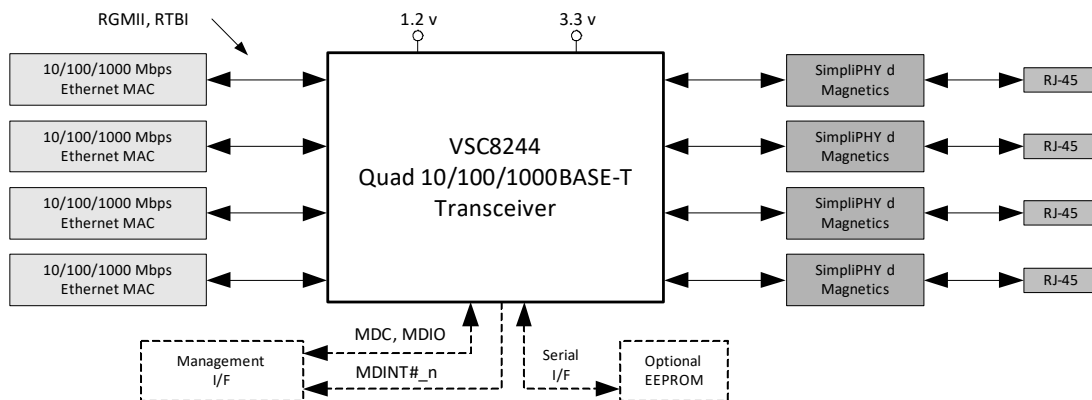 RGMII, RTBI
1.2 v
3.3 v
10/100/1000 Mbps
Ethernet MAC
10/100/1000 Mbps
Ethernet MAC
10/100/1000 Mbps
Ethernet MAC
10/100/1000 Mbps
Ethernet MAC
VSC8244
Quad 10/100/1000BASE-T
Transceiver
SimpliPHY d
Magnetics
RJ-45
SimpliPHY d
Magnetics
RJ-45
SimpliPHY d
Magnetics
RJ-45
SimpliPHY d
Magnetics
RJ-45
Management
I/F
MDC, MDIO
MDINT#_n
Serial
I/F
Optional
EEPROM